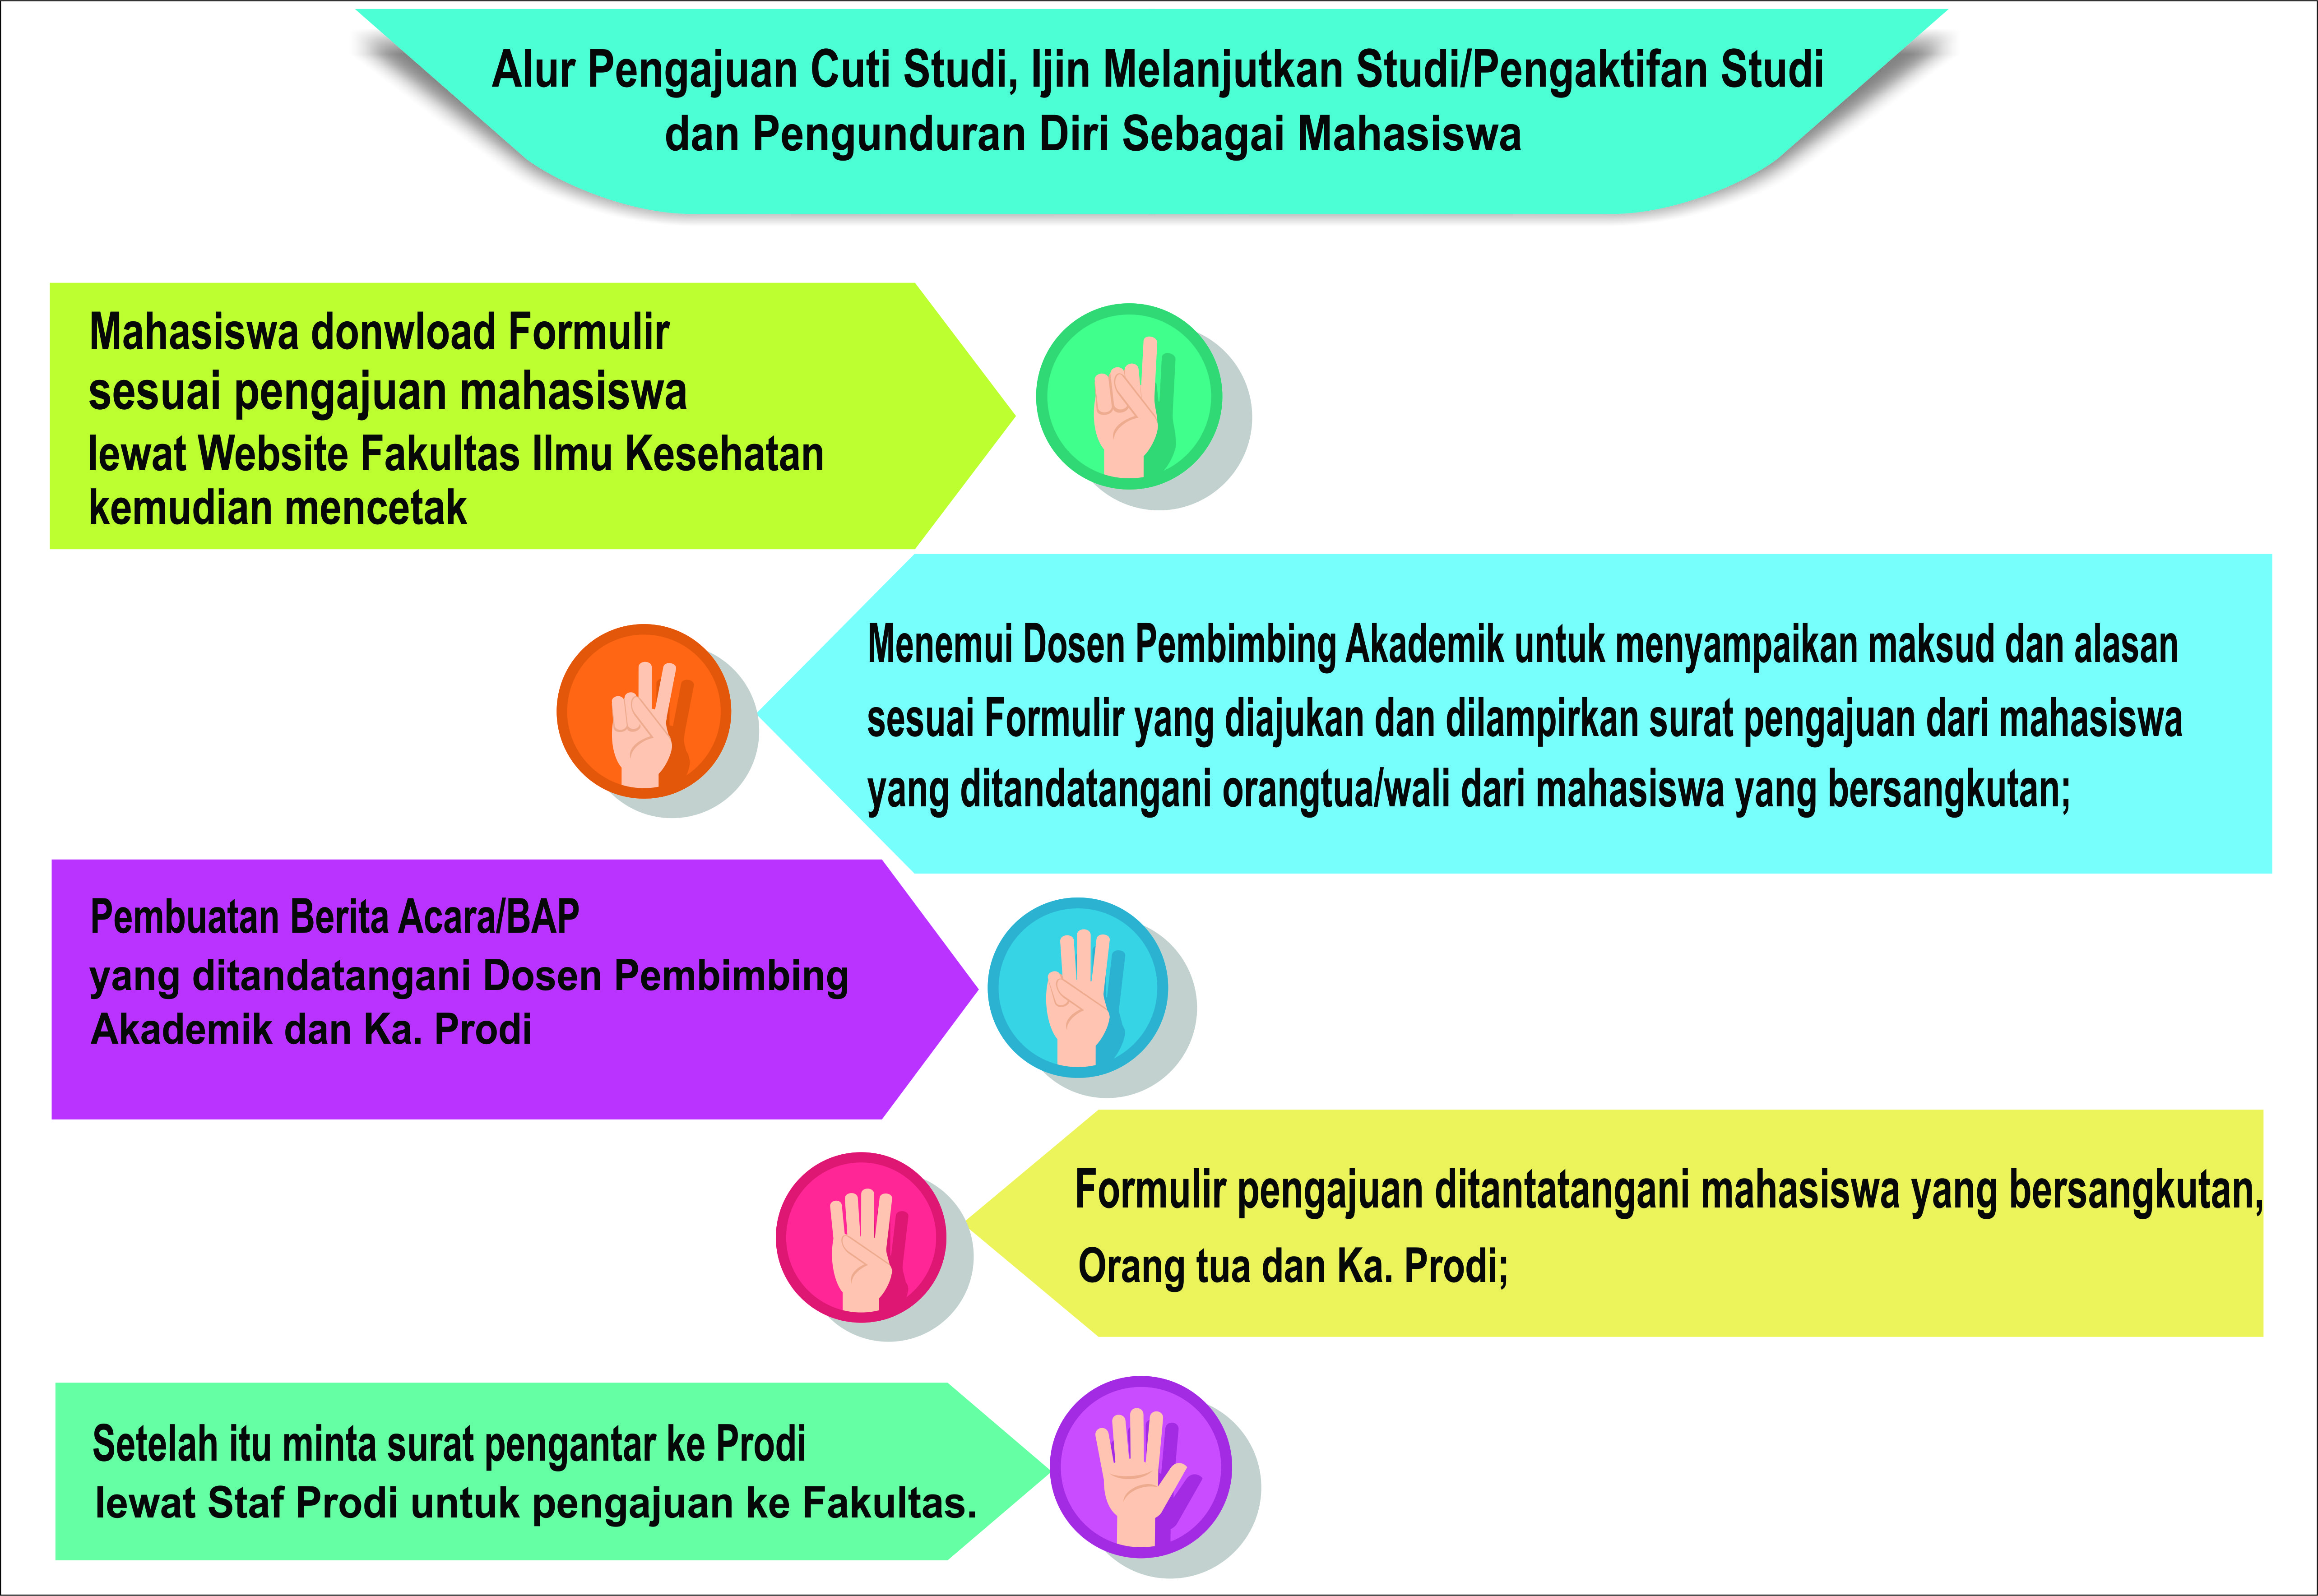 Alur Pengajuan Cuti Studi, Ijin Melanjutkan Studi/Pengaktifan Studi
dan Pengunduran Diri Sebagai Mahasiswa
Mahasiswa donwload Formulir
sesuai pengajuan mahasiswa
lewat Website Fakultas Ilmu Kesehatan
kemudian mencetak
Menemui Dosen Pembimbing Akademik untuk menyampaikan maksud dan alasan
sesuai Formulir yang diajukan dan dilampirkan surat pengajuan dari mahasiswa
yang ditandatangani orangtua/wali dari mahasiswa yang bersangkutan;
Pembuatan Berita Acara/BAP
yang ditandatangani Dosen Pembimbing
Akademik dan Ka. Prodi
Formulir pengajuan ditantatangani mahasiswa yang bersangkutan,
Orang tua dan Ka. Prodi;
Setelah itu minta surat pengantar ke Prodi
lewat Staf Prodi untuk pengajuan ke Fakultas.